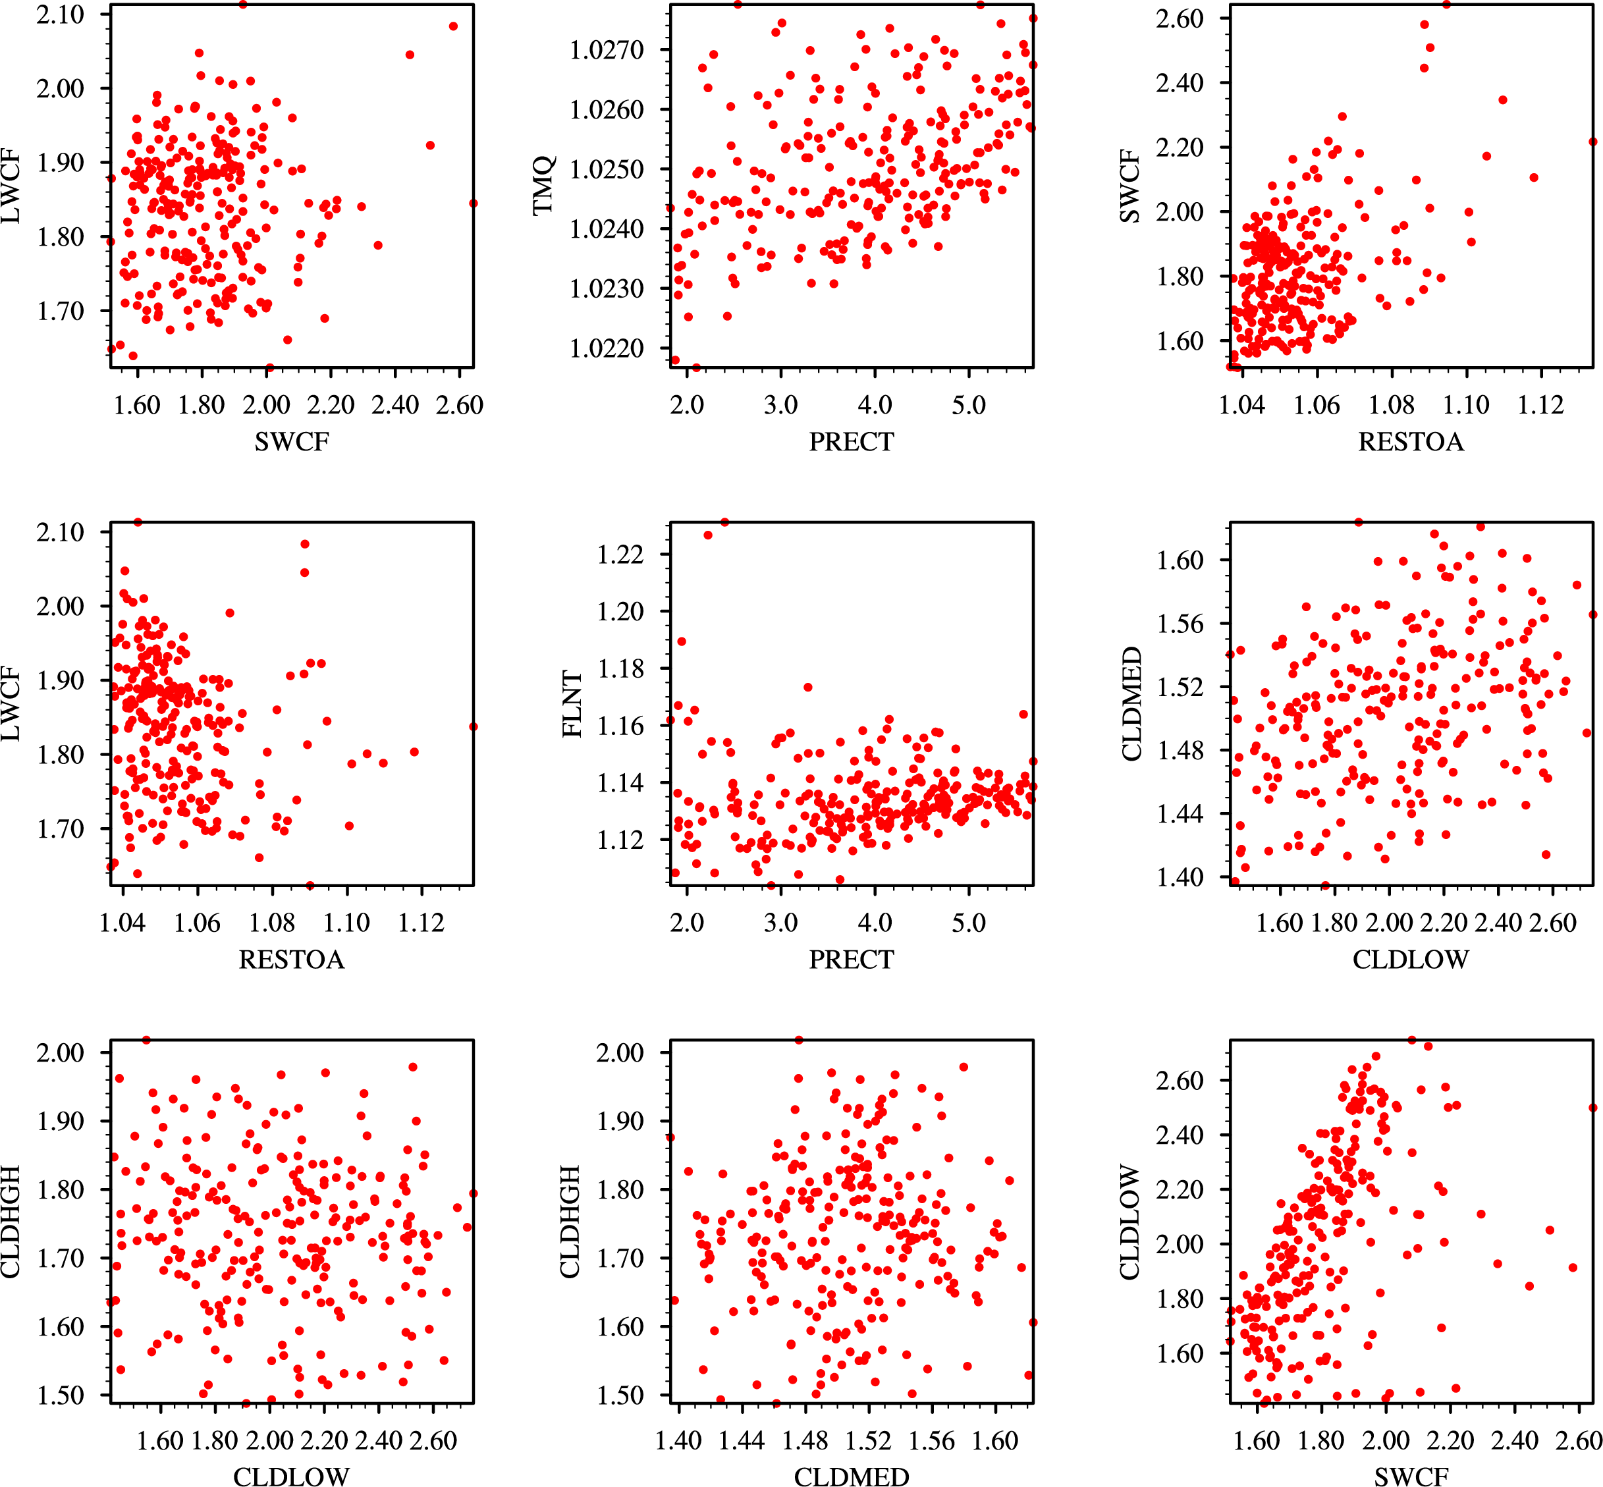 2.10
2.00
1.90
1.80
1.70
LWCF
1.60 1.80 2.00 2.20 2.40 2.60
SWCF
1.0270
1.0260
1.0250
1.0240
1.0230
1.0220
TMQ
2.0 3.0 4.0 5.0
PRECT
2.60
2.40
2.20
2.00
1.80
1.60
SWCF
1.04 1.06 1.08 1.10 1.12
RESTOA
2.10
2.00
1.90
1.80
1.70
LWCF
1.04 1.06 1.08 1.10 1.12
RESTOA
1.22
1.20
1.18
1.16
1.14
1.12
FLNT
2.0 3.0 4.0 5.0
PRECT
1.60
1.56
1.52
1.48
1.44
1.40
CLDMED
1.60 1.80 2.00 2.20 2.40 2.60
CLDLOW
2.00
1.90
1.80
1.70
1.60
1.50
CLDHGH
1.60 1.80 2.00 2.20 2.40 2.60
CLDLOW
2.00
1.90
1.80
1.70
1.60
1.50
CLDHGH
1.40 1.44 1.48 1.52 1.56 1.60
CLDMED
2.60
2.40
2.20
2.00
1.80
1.60
CLDLOW
1.60 1.80 2.00 2.20 2.40 2.60
SWCF